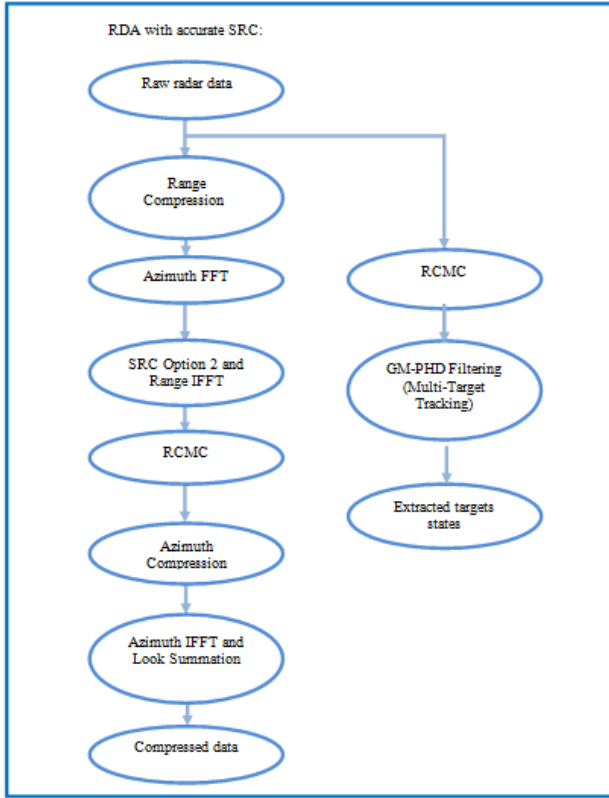 RDA with accurate SRC:
Raw radar data
Range
Compression
Azimuth FFT
SRC Option 2 and
Range IFFT
RCMC
Azimuth
Compression
Azimuth IFFT and
Look Summation
Compressed data
RCMC
GM-PHD Filtering
(Multi-Target
Tracking)
Extracted targets
states